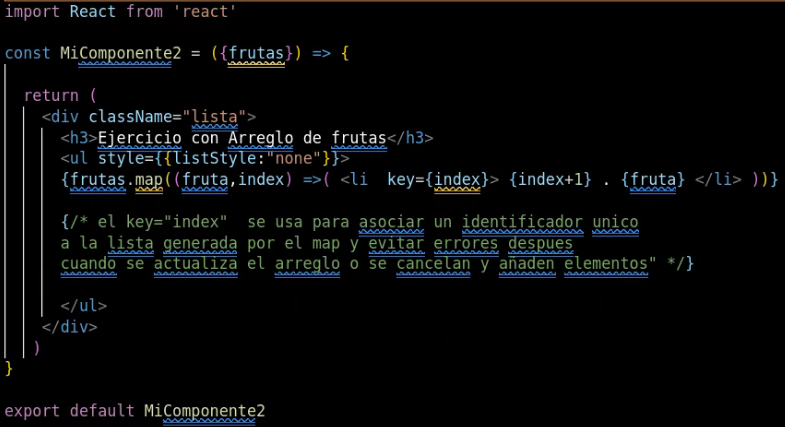 import React from 'react'
const MiComponente2 = ({frutas}) => {
return (
<div className="lista">
<h3>Ejercicio con Arreglo de frutas</h3>
<ul style={{listStyle:"none"}}>
{frutas.map((fruta,index) =>( <li  key={index}> {index+1} . {fruta} </li> ))}
{/* el key="index"  se usa para asociar un identificador unico
a la lista generada por el map y evitar errores despues
cuando se actualiza el arreglo o se cancelan y añaden elementos" */}
</ul>
</div>
)
}
export default MiComponente2